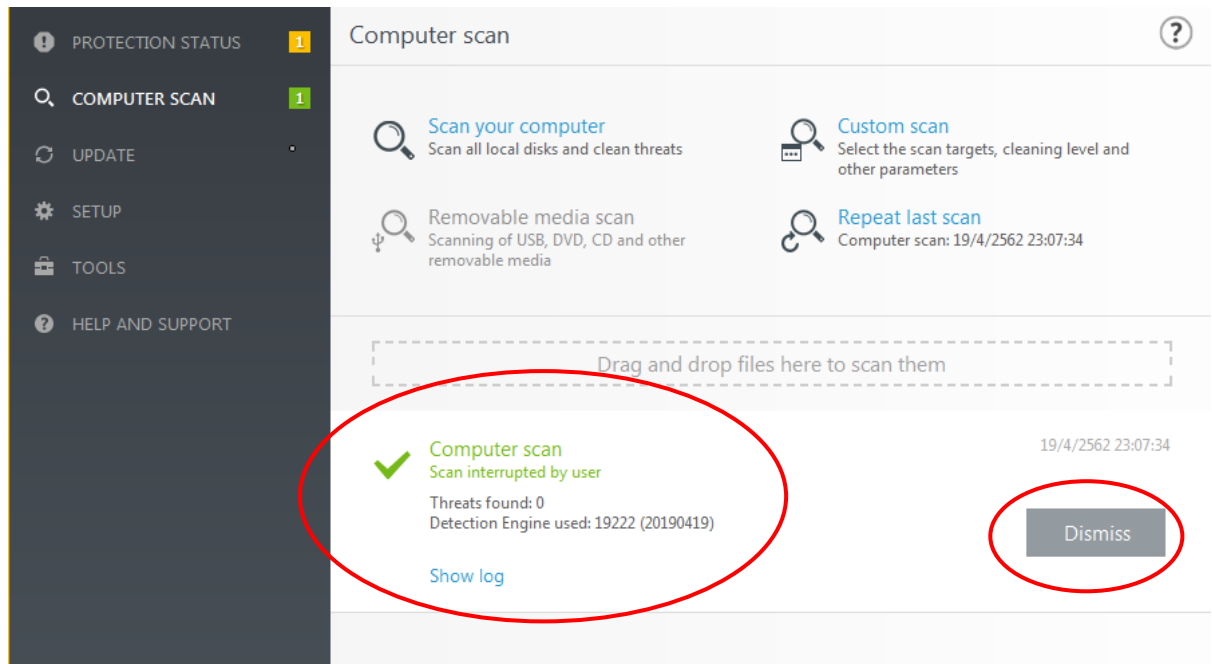 PROTECTION STATUS 1
COMPUTER SCAN 1
UPDATE
SETUP
TOOLS
HELP AND SUPPORT
Computer scan ?
Scan your computer
Scan all local disks and clean threats
Custom scan
Select the scan targets, cleaning level and
other parameters
Removable media scan
Scanning of USB, DVD, CD and other
removable media
Repeat last scan
Computer scan: 19/4/2562 23:07:34
Drag and drop files here to scan them
Computer scan
Scan interrupted by user
Threats found: 0
Detection Engine used: 19222 (20190419)
Show log
19/4/2562 23:07:34
Dismiss